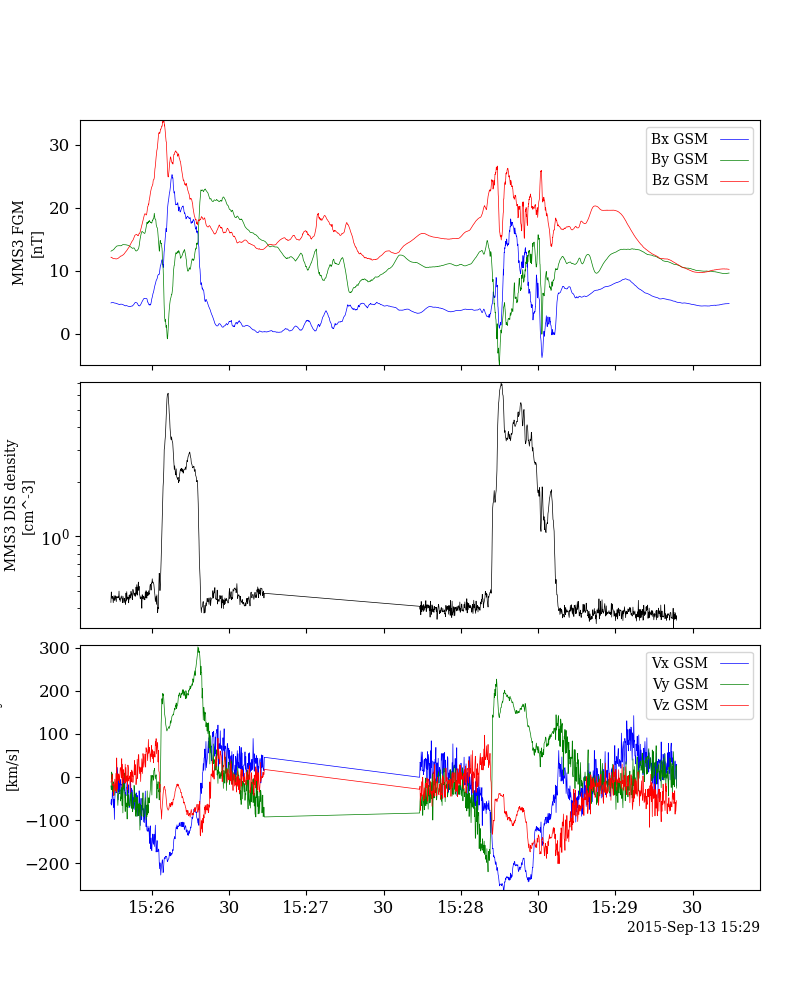 30
20
10
0
MMS3 FGM
[nT]
Bx GSM
By GSM
Bz GSM
10^0
MMS3 DIS density
[cm^-3]
300
200
100
0
−100
−200
[km/s]
Vx GSM
Vy GSM
Vz GSM
15:26 30 15:27 30 15:28 30 15:29 30
2015-Sep-13 15:29